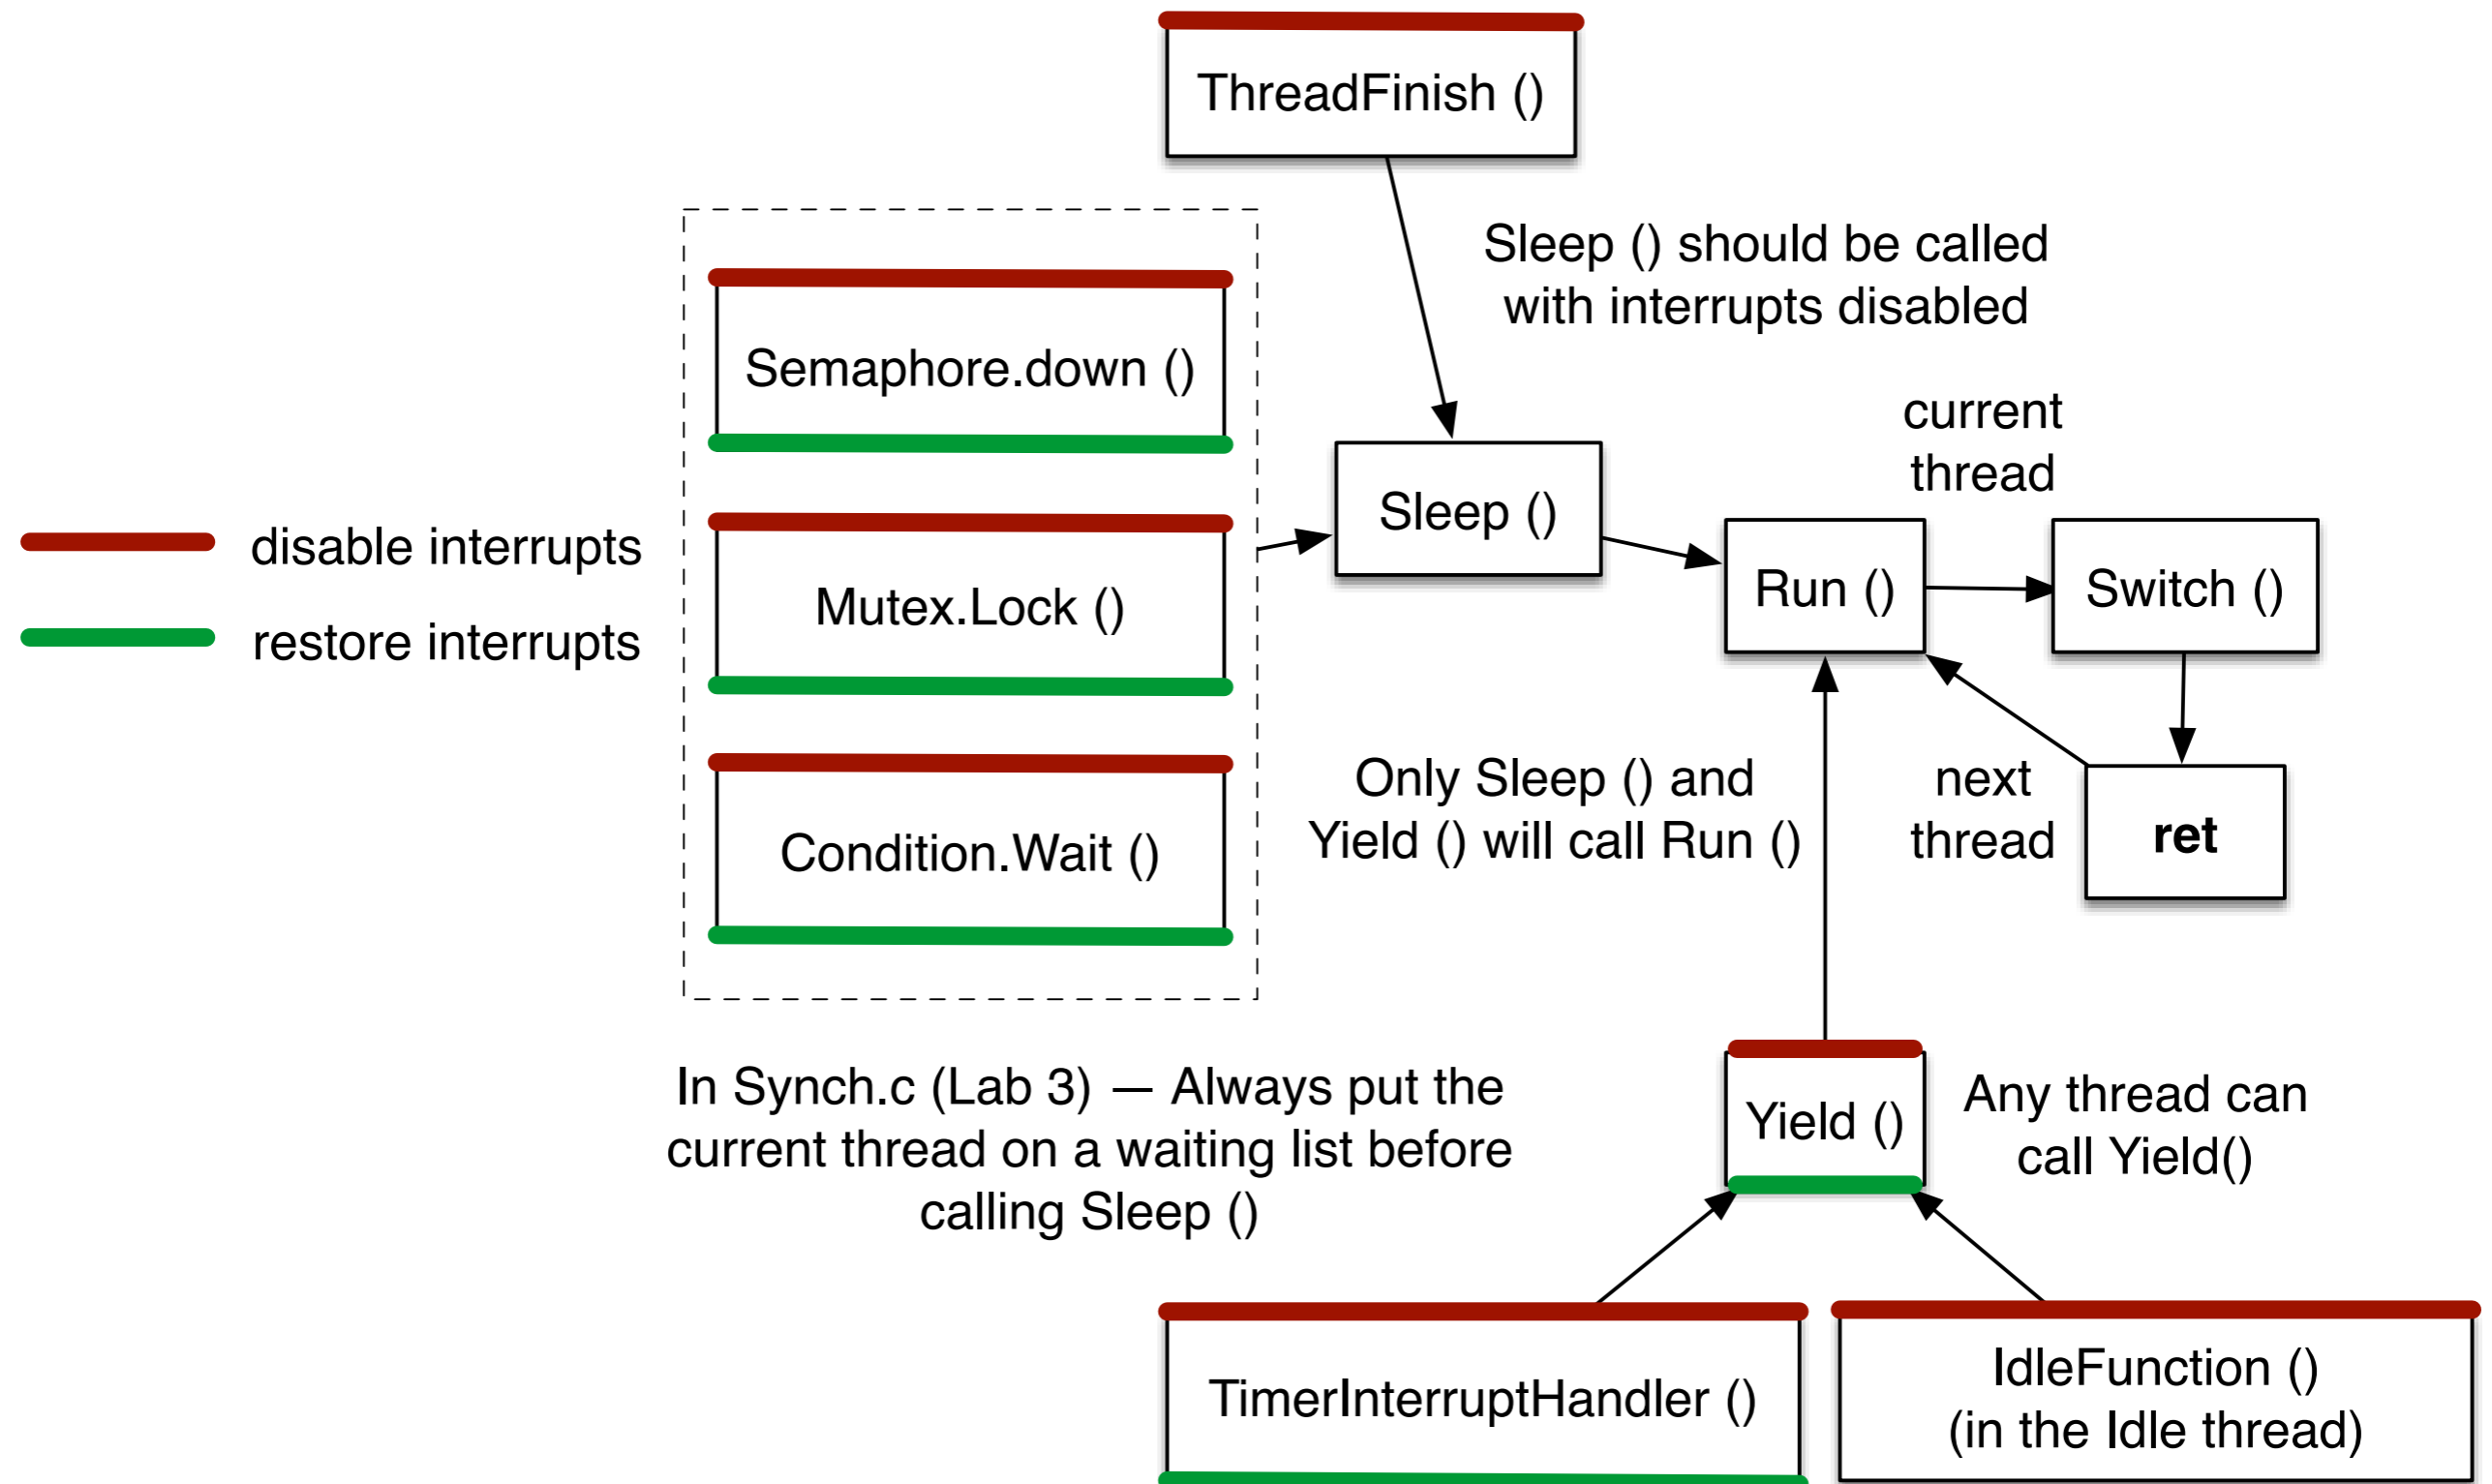 ThreadFinish ()
Sleep () should be called
with interrupts disabled
Semaphore.down ()
current
thread
Sleep ()
disable interrupts
Mutex.Lock ()
Run ()
Switch ()
restore interrupts
Only Sleep () and
Yield () will call Run ()
next
thread
ret
Condition.Wait ()
In Synch.c (Lab 3) — Always put the
current thread on a waiting list before
calling Sleep ()
Yield ()
Any thread can
call Yield()
TimerInterruptHandler ()
IdleFunction ()
(in the Idle thread)